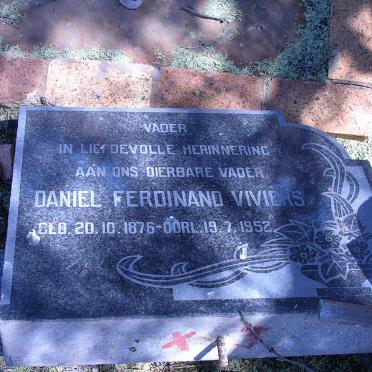 VADER
IN LIEFDEVOLLE HERINNERING
AAN ONS DIERBARE VADER
DANIEL FERDINAND VIVIERS
GEB. 20.10.1876-OORL.19.7.1952.